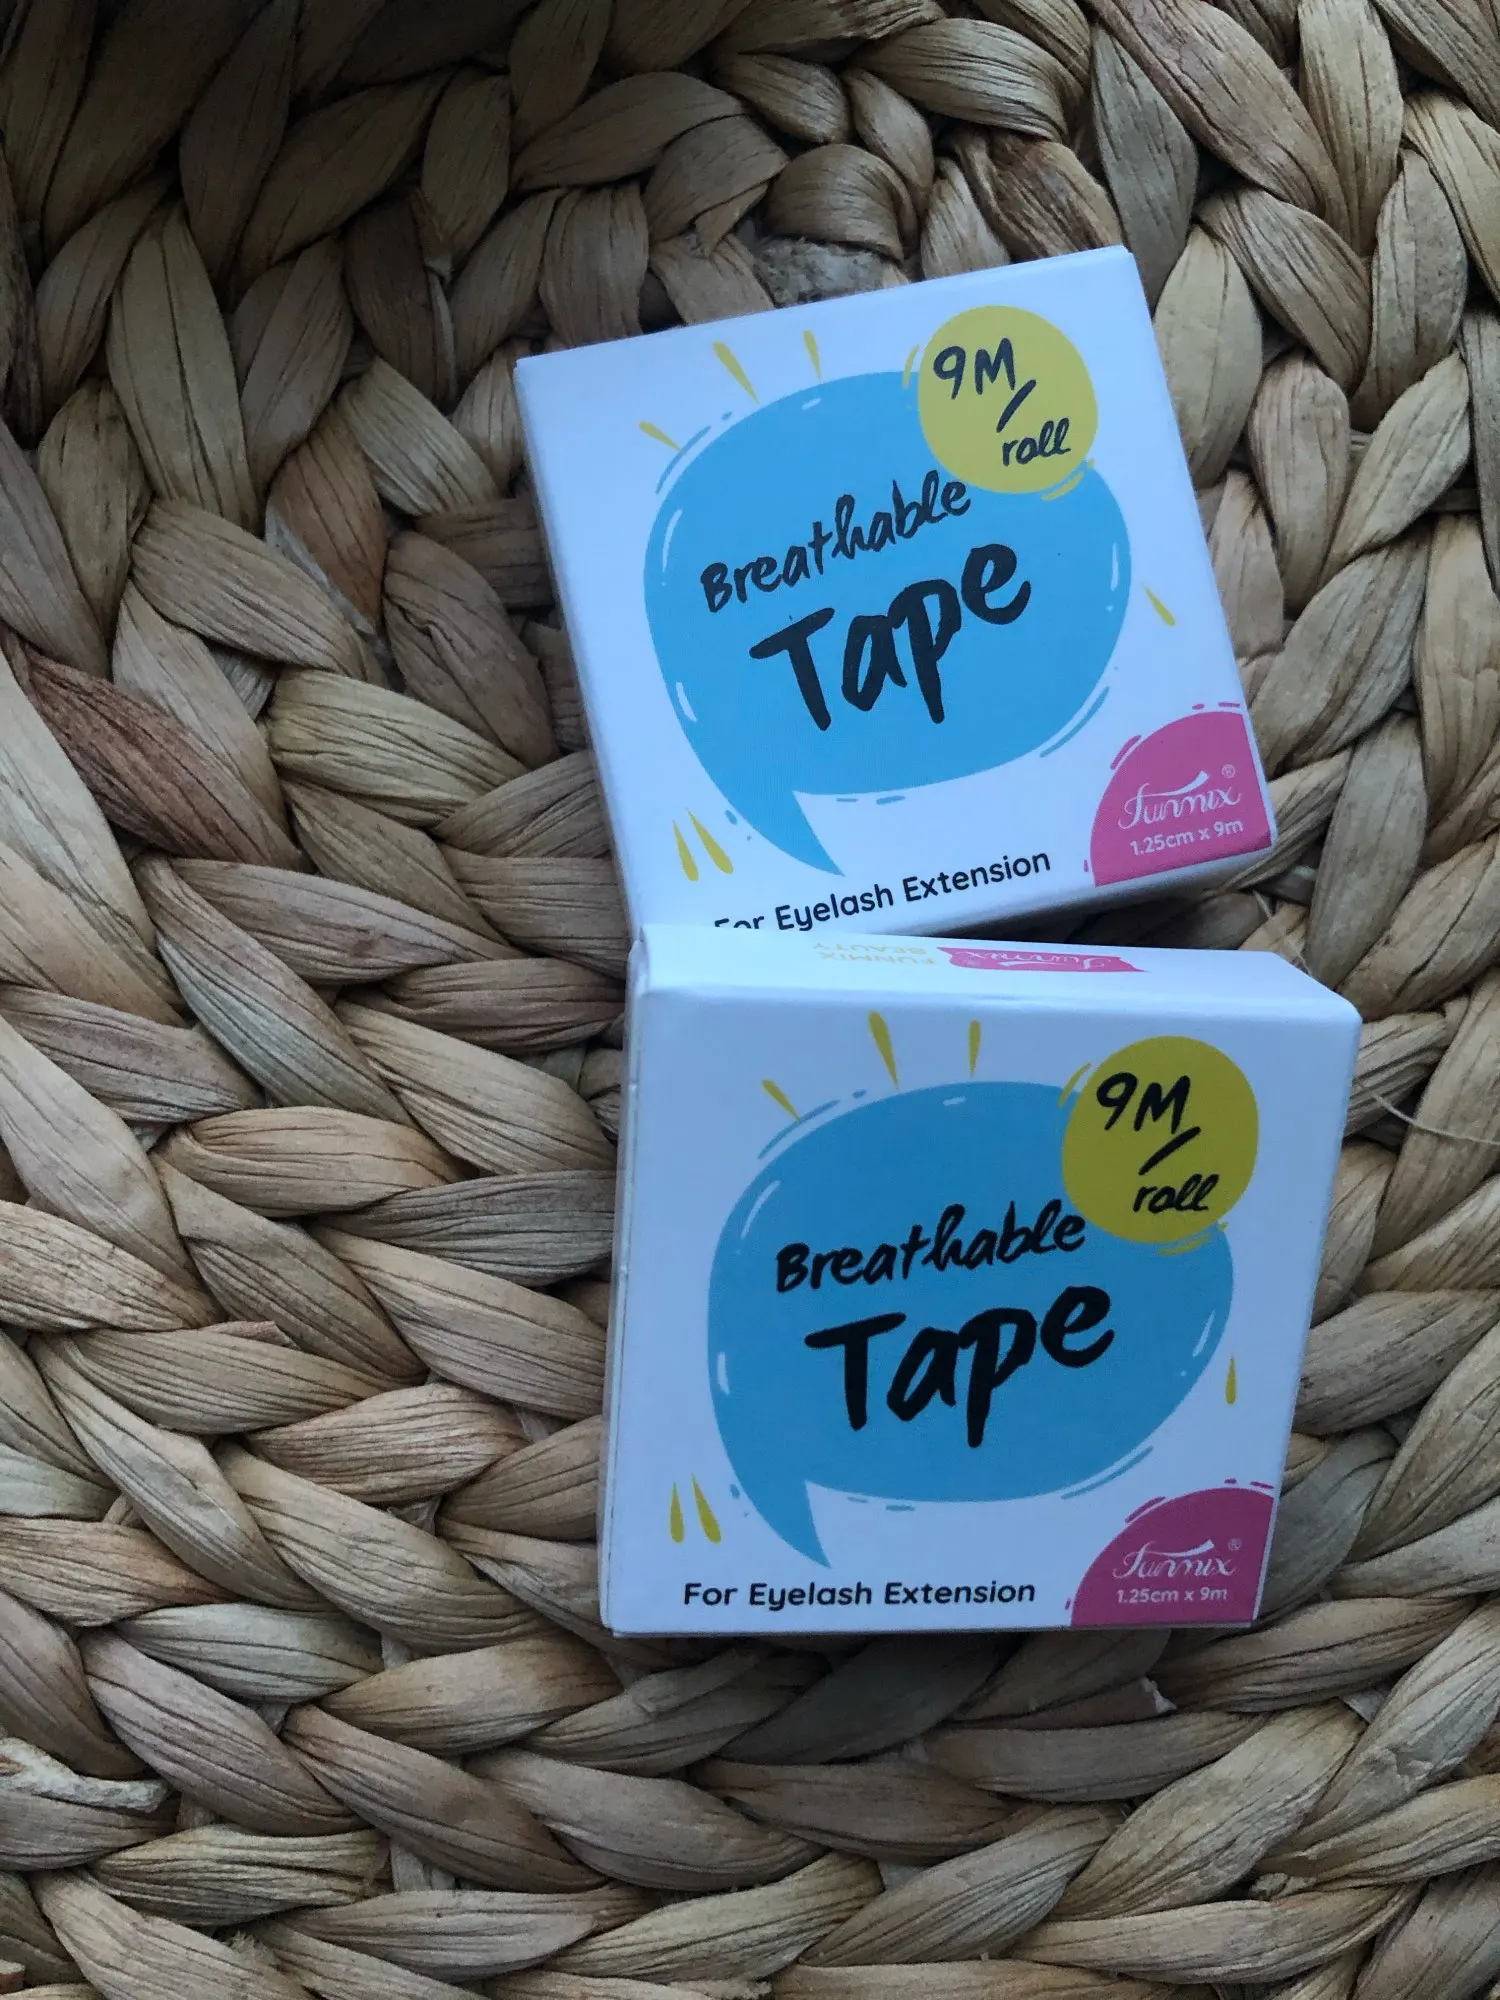 9M/
roll
Breathable
Tape
Funmix®
1.25cm x 9m
For Eyelash Extension
FUNMIX
BEAUTY
Funmix®
9M/
roll
Breathable
Tape
For Eyelash Extension
Funmix®
1.25cm x 9m